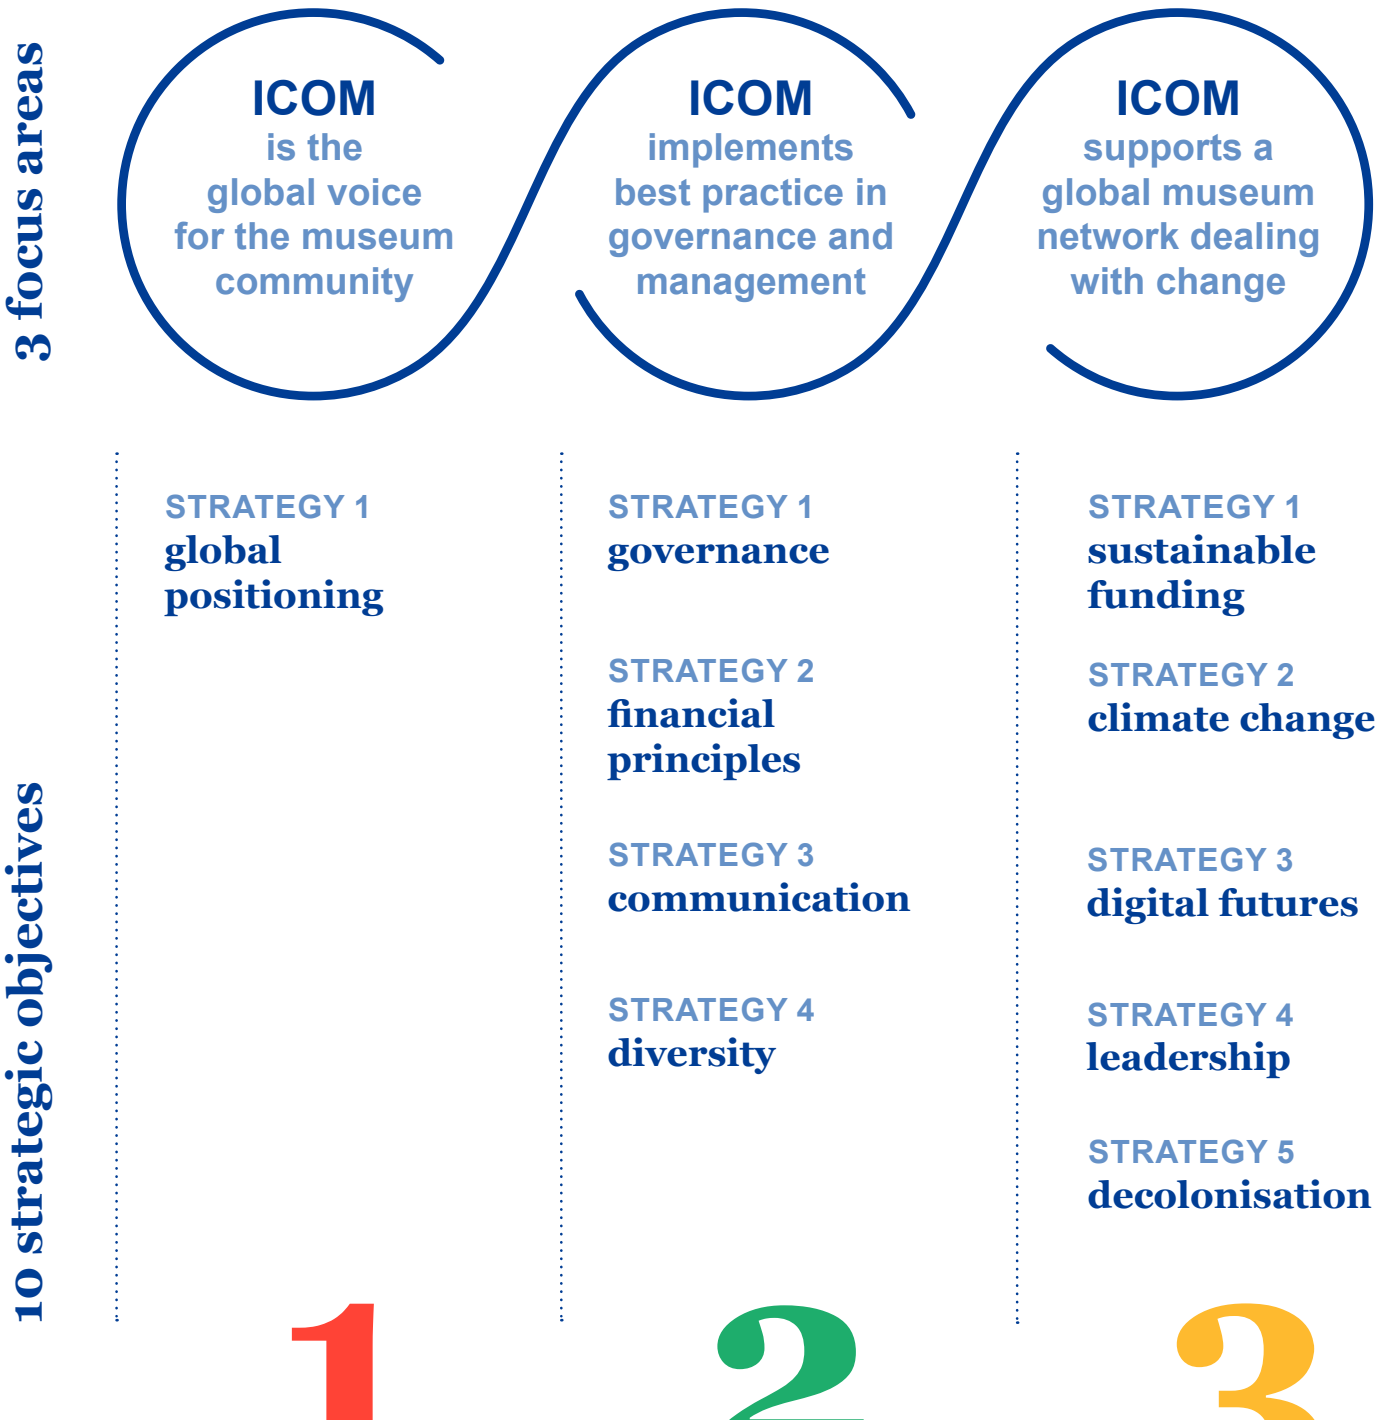 3 focus areas
ICOM
is the
global voice
for the museum
community
ICOM
implements
best practice in
governance and
management
ICOM
supports a
global museum
network dealing
with change
10 strategic objectives
STRATEGY 1
global
positioning
STRATEGY 1
governance
STRATEGY 2
financial
principles
STRATEGY 3
communication
STRATEGY 4
diversity
STRATEGY 1
sustainable
funding
STRATEGY 2
climate change
STRATEGY 3
digital futures
STRATEGY 4
leadership
STRATEGY 5
decolonisation
1
2
3